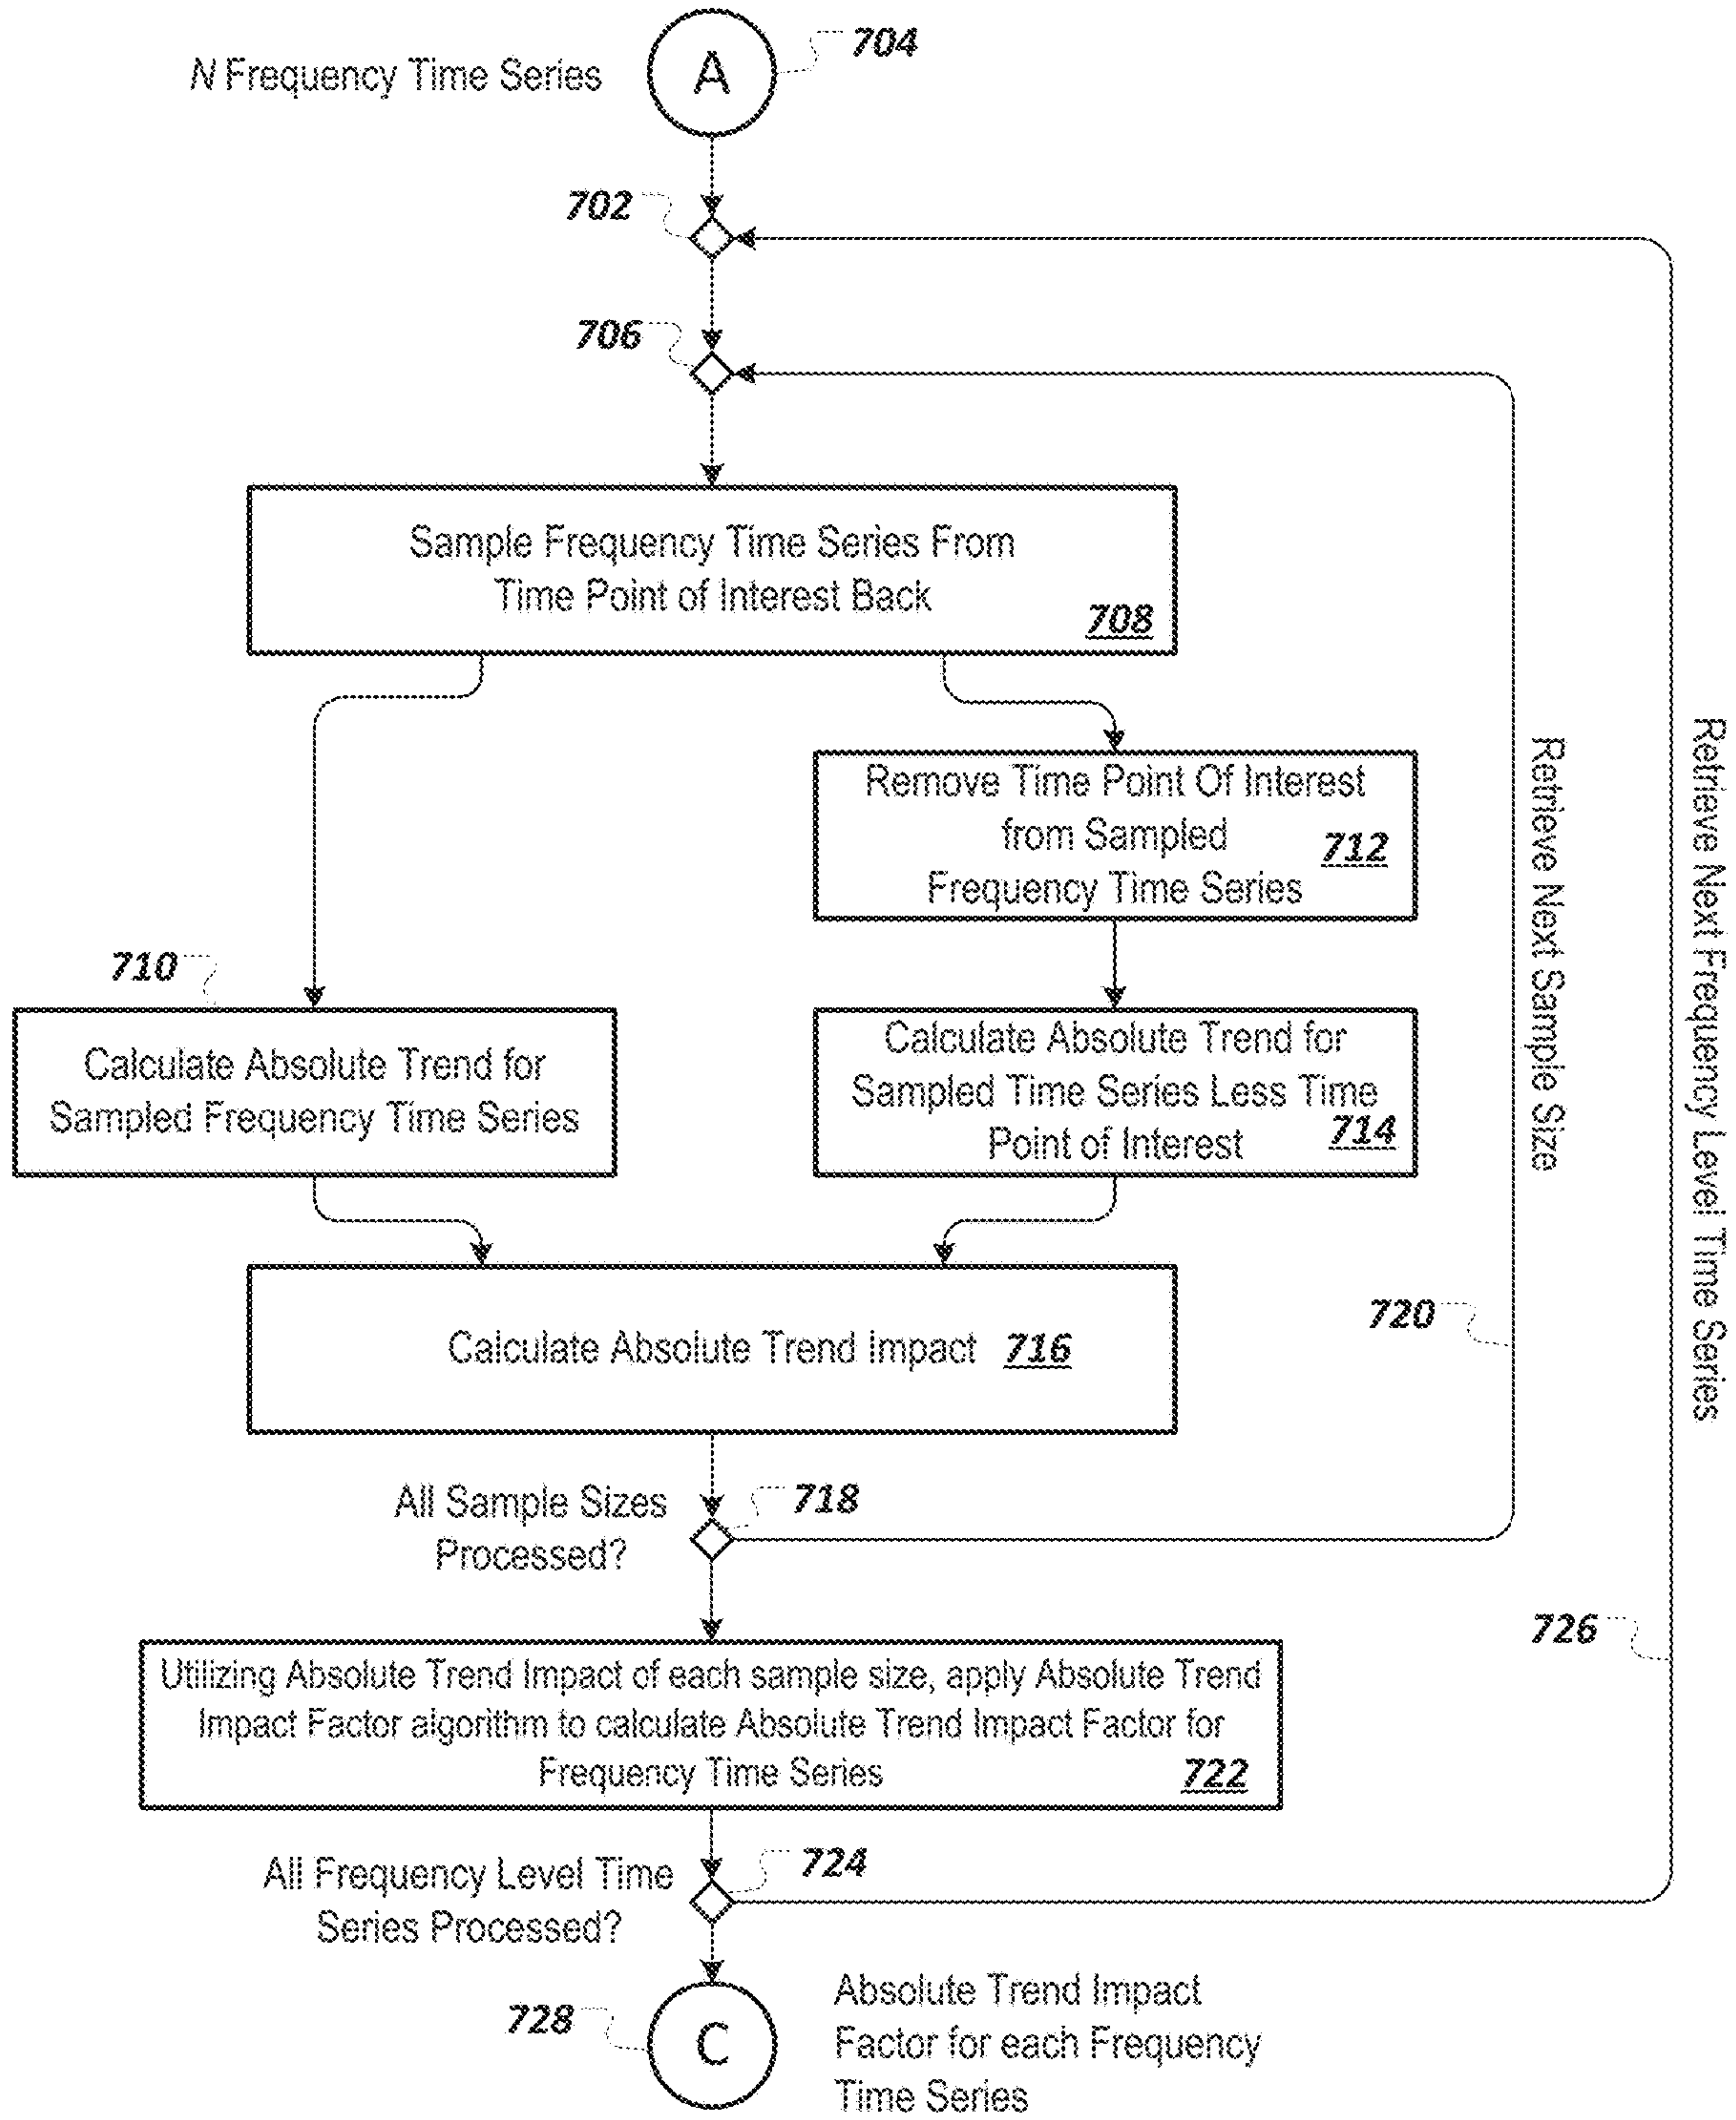 N Frequency Time Series
A
704
702
706
Sample Frequency Time Series From
Time Point of Interest Back
708
Remove Time Point Of Interest
from Sampled
Frequency Time Series
712
710
Calculate Absolute Trend for
Sampled Frequency Time Series
Calculate Absolute Trend for
Sampled Time Series Less Time
Point of Interest
714
Calculate Absolute Trend Impact 716
All Sample Sizes
Processed?
718
720
Retrieve Next Sample Size
Utilizing Absolute Trend Impact of each sample size, apply Absolute Trend
Impact Factor algorithm to calculate Absolute Trend Impact Factor for
Frequency Time Series
722
All Frequency Level Time
Series Processed?
724
726
Retrieve Next Frequency Level Time Series
728
C
Absolute Trend Impact
Factor for each Frequency
Time Series